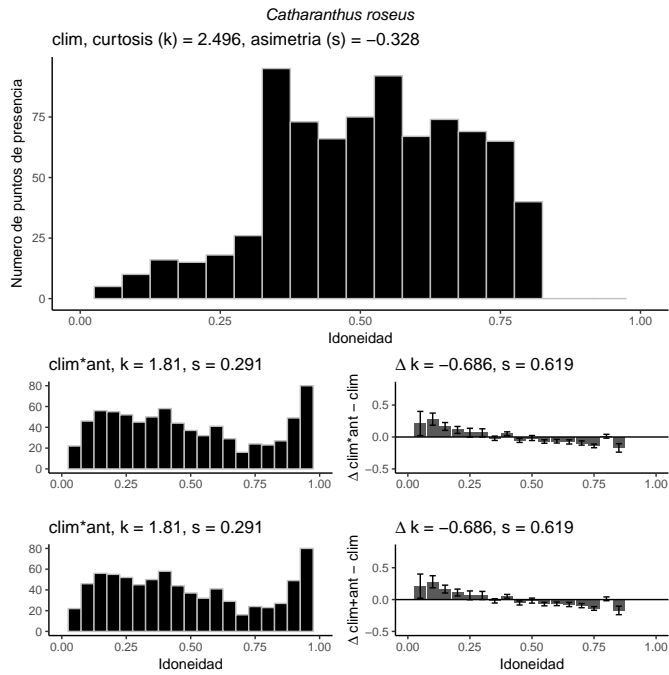 Catharanthus roseus
clim, curtosis (k) = 2.496, asimetria (s) = −0.328
Numero de puntos de presencia
75
50
25
0
0.00 0.25 0.50 0.75 1.00
Idoneidad
clim*ant, k = 1.81, s = 0.291
80
60
40
20
0
0.00 0.25 0.50 0.75 1.00
Δ k = −0.686, s = 0.619
Δ clim*ant − clim
0.5
0.0
−0.5
0.00 0.25 0.50 0.75 1.00
clim*ant, k = 1.81, s = 0.291
80
60
40
20
0
0.00 0.25 0.50 0.75 1.00
Idoneidad
Δ k = −0.686, s = 0.619
Δ clim+ant − clim
0.5
0.0
−0.5
0.00 0.25 0.50 0.75 1.00
Idoneidad